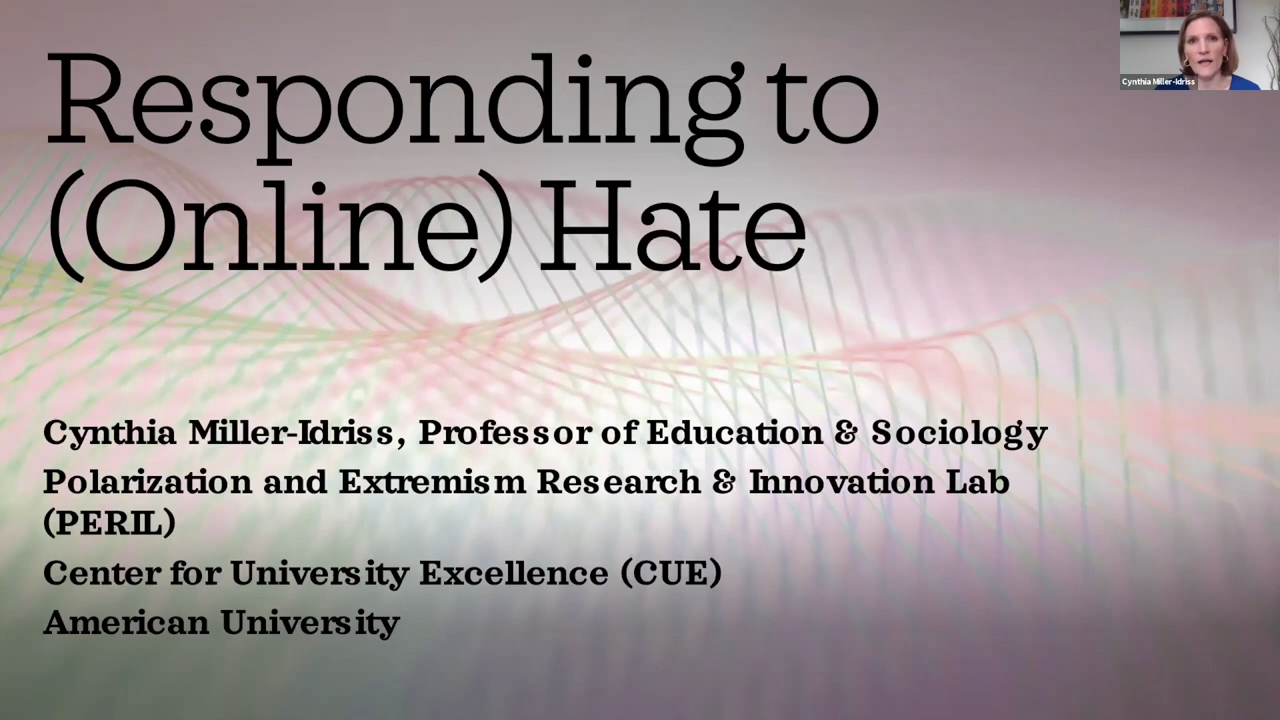 Responding to
(Online) Hate
Cynthia Miller-Idriss, Professor of Education & Sociology
Polarization and Extremism Research & Innovation Lab
(PERIL)
Center for University Excellence (CUE)
American University
Cynthia Miller-Idriss